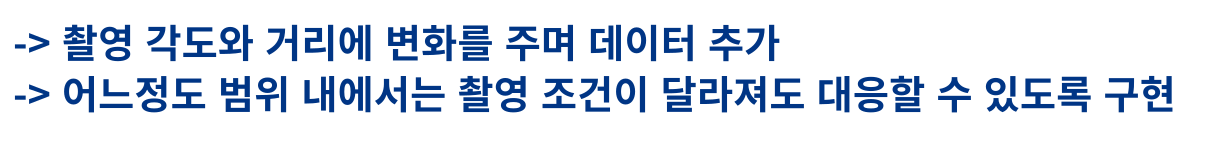 -> 촬영 각도와 거리에 변화를 주며 데이터 추가
-> 어느정도 범위 내에서는 촬영 조건이 달라져도 대응할 수 있도록 구현